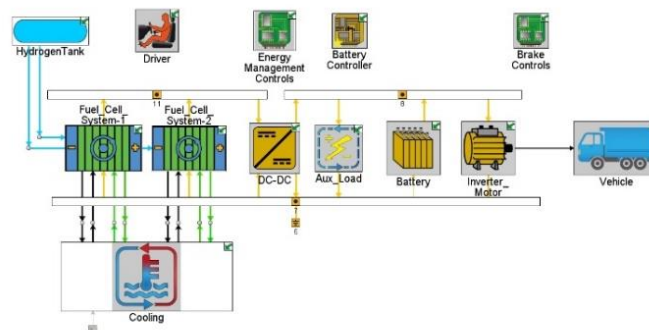 HydrogenTank
Driver
Energy
Management
Controls
Battery
Controller
Brake
Controls
11
8
Fuel_Cell_
System-1
Fuel_Cell_
System-2
DC-DC
Aux_Load
Battery
Inverter_
Motor
Vehicle
7
6
Cooling